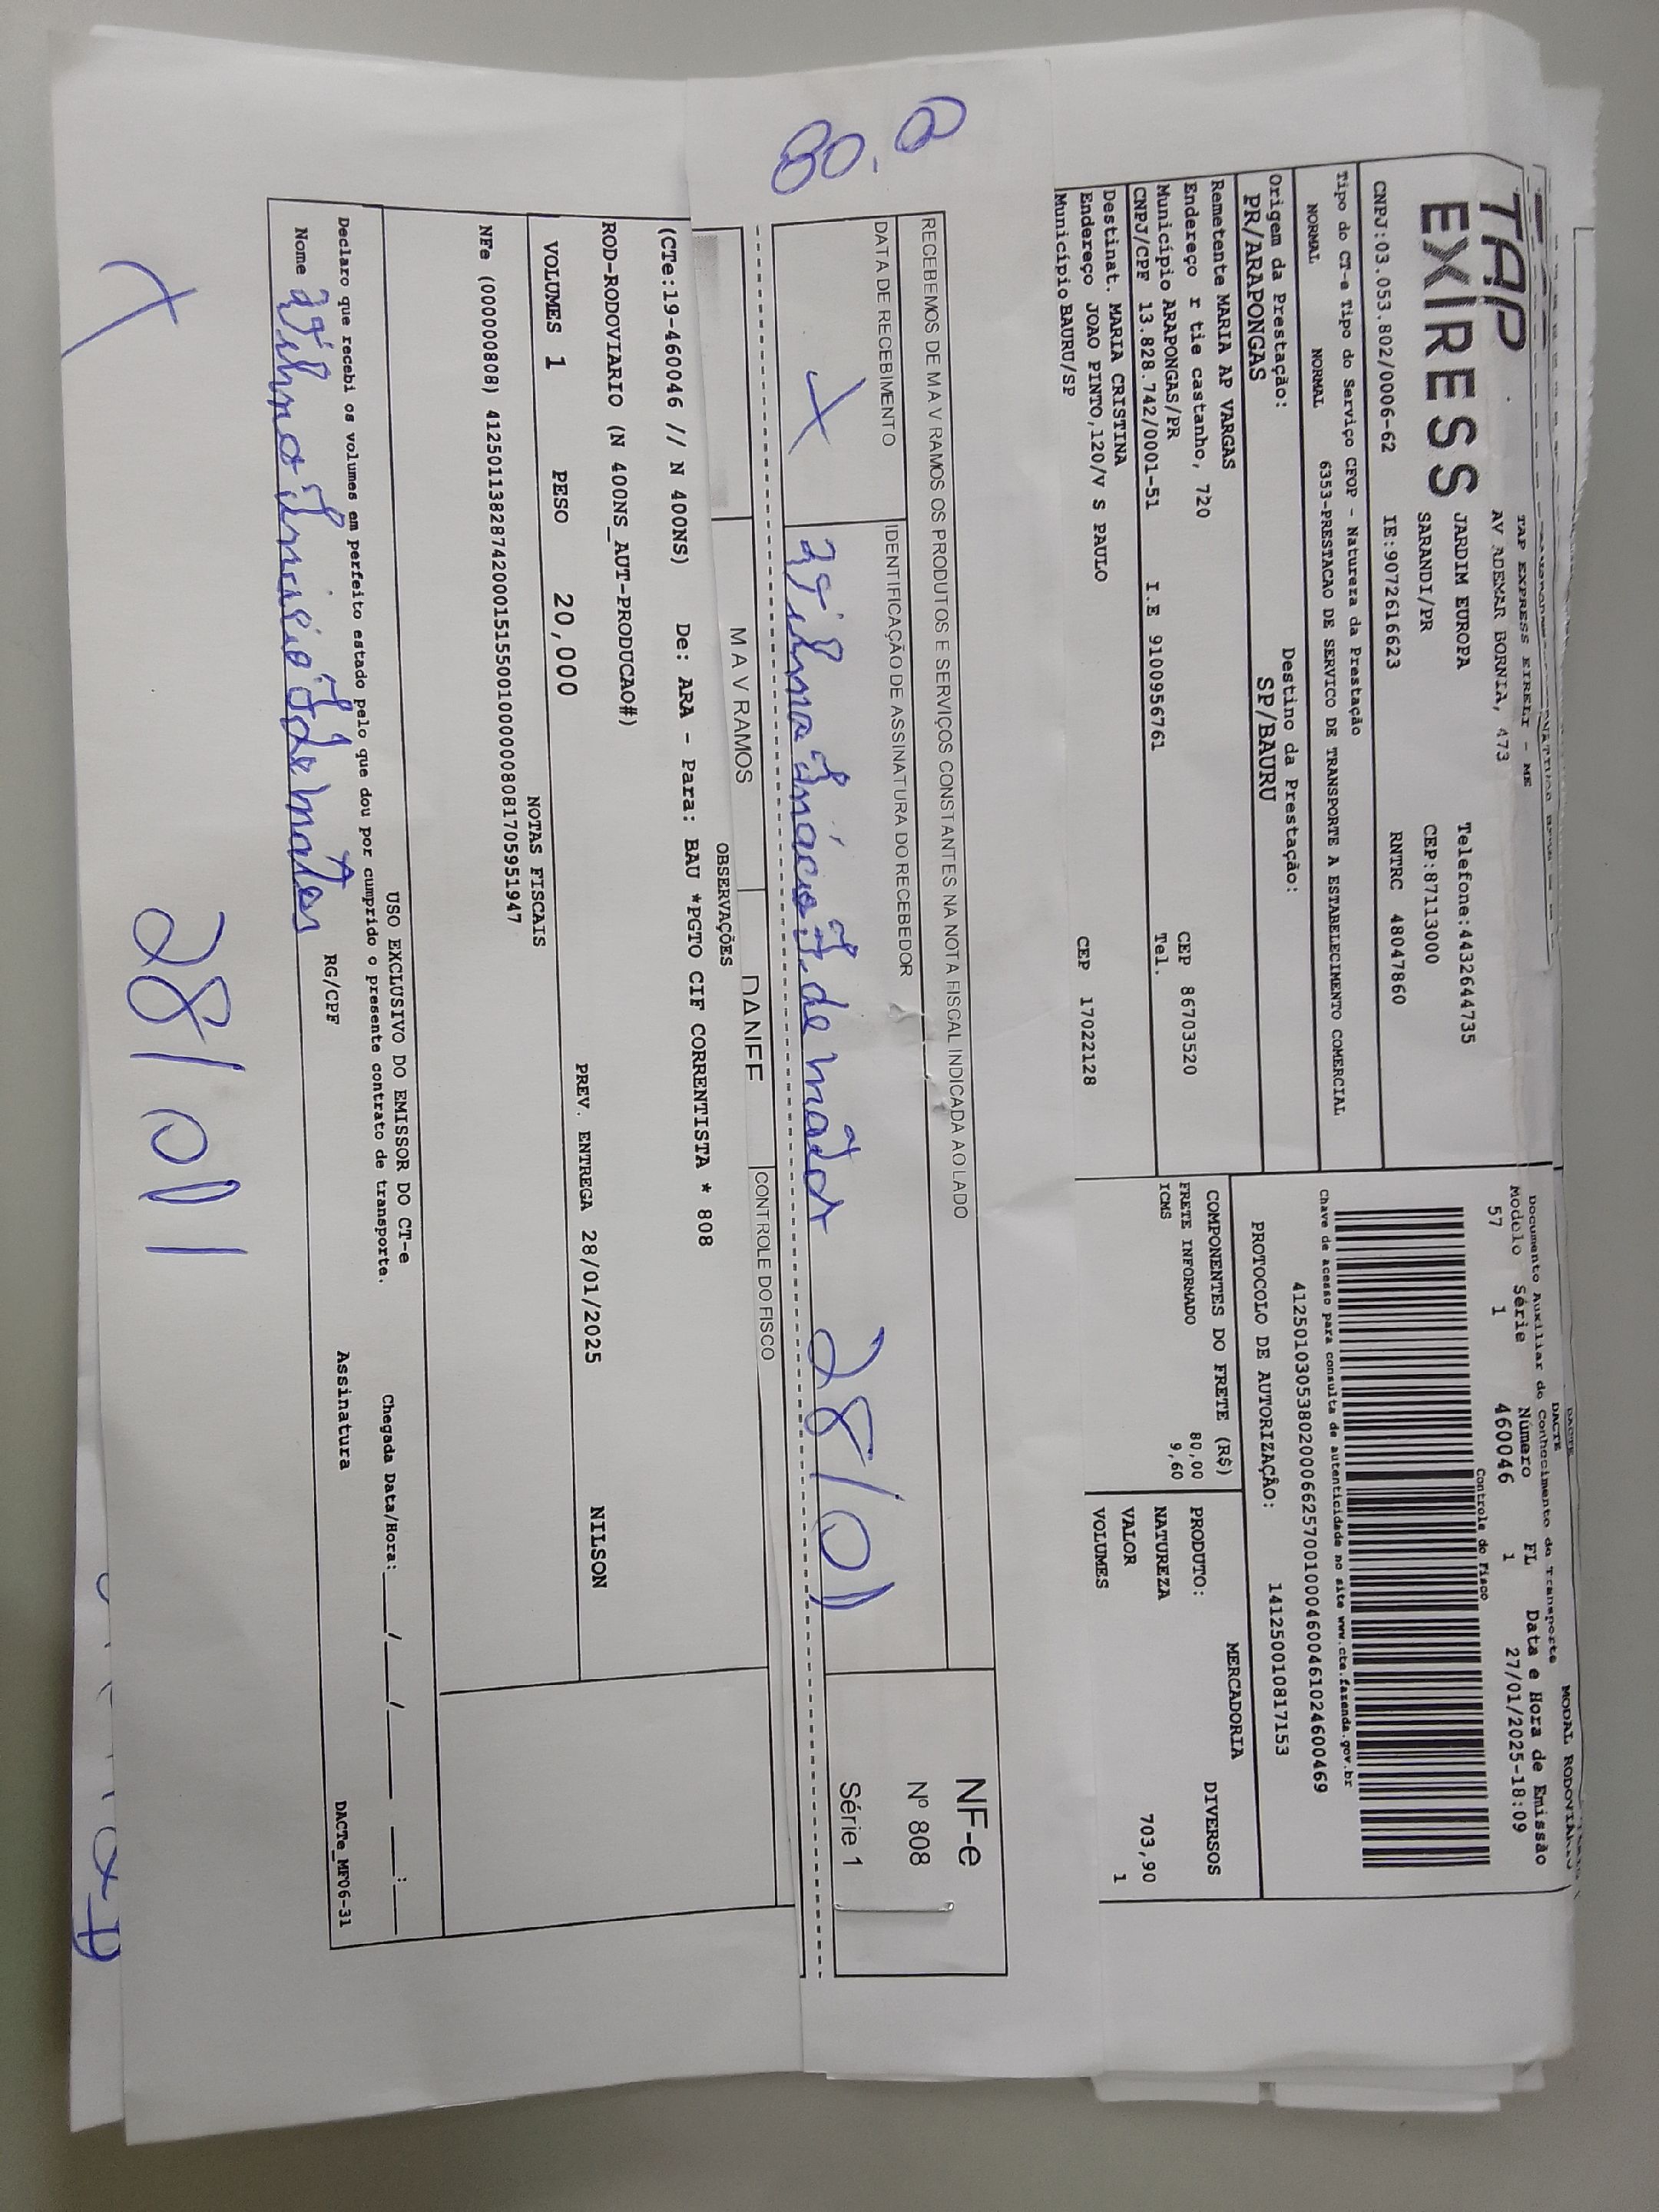 TAP
EXPRESS
TAP EXPRESS EIRELI - ME
AV ADEMAR BORNIA, 473
JARDIM EUROPA Telefone:4432644735
SARANDI/PR CEP:87113000
CNPJ:03.053.802/0006-62 IE:9072616623 RNTRC 48047860
Tipo do CT-e Tipo do Serviço CFOP - Natureza da Prestação
NORMAL NORMAL 6353-PRESTACAO DE SERVICO DE TRANSPORTE A ESTABELECIMENTO COMERCIAL
Origem da Prestação: Destino da Prestação:
PR/ARAPONGAS SP/BAURU
Remetente MARIA AP VARGAS
Endereço r tie castanho, 720 CEP 86703520
Município ARAPONGAS/PR Tel.
CNPJ/CPF 13.828.742/0001-51 I.E 9100956761
Destinat. MARIA CRISTINA
Endereço JOAO PINTO,120/V S PAULO CEP 17022128
Município BAURU/SP
MODAL RODOVIÁRIO
DACTE
Documento Auxiliar do Conhecimento de Transporte
Modelo Série Número FL Data e Hora de Emissão
57 1 460046 1 27/01/2025-18:09
Controle do Fisco
Chave de acesso para consulta de autenticidade no site www.cte.fazenda.gov.br
41250103053802000662570010004600461024600469
PROTOCOLO DE AUTORIZAÇÃO: 141250010817153
COMPONENTES DO FRETE (R$)
FRETE INFORMADO 80,00
ICMS 9,60
MERCADORIA
PRODUTO: DIVERSOS
NATUREZA
VALOR 703,90
VOLUMES 1
RECEBEMOS DE M A V RAMOS OS PRODUTOS E SERVIÇOS CONSTANTES NA NOTA FISCAL INDICADA AO LADO
DATA DE RECEBIMENTO IDENTIFICAÇÃO DE ASSINATURA DO RECEBEDOR
X 28/01
NF-e
Nº 808
Série 1
M A V RAMOS DANFE CONTROLE DO FISCO
OBSERVAÇÕES
(CTe:19-460046 // N 400NS) De: ARA - Para: BAU *PGTO CIF CORRENTISTA * 808
ROD-RODOVIARIO (N 400NS_AUT-PRODUCAO#)
VOLUMES 1 PESO 20,000 PREV. ENTREGA 28/01/2025 NILSON
NOTAS FISCAIS
NFe (000000808) 41250113828742000151550010000008081705951947
USO EXCLUSIVO DO EMISSOR DO CT-e
Declaro que recebi os volumes em perfeito estado pelo que dou por cumprido o presente contrato de transporte. Chegada Data/Hora: ___/___/_____ ___:___
Nome RG/CPF Assinatura
DACTe_MF06-31
X 28/01